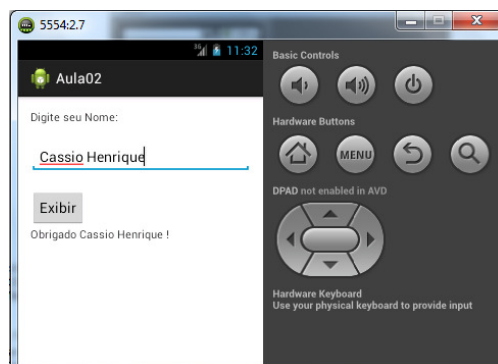 5554:2.7
3G 11:32
Aula02
Digite seu Nome:
Cassio Henrique
Exibir
Obrigado Cassio Henrique !
Basic Controls
Hardware Buttons
MENU
DPAD not enabled in AVD
Hardware Keyboard
Use your physical keyboard to provide input